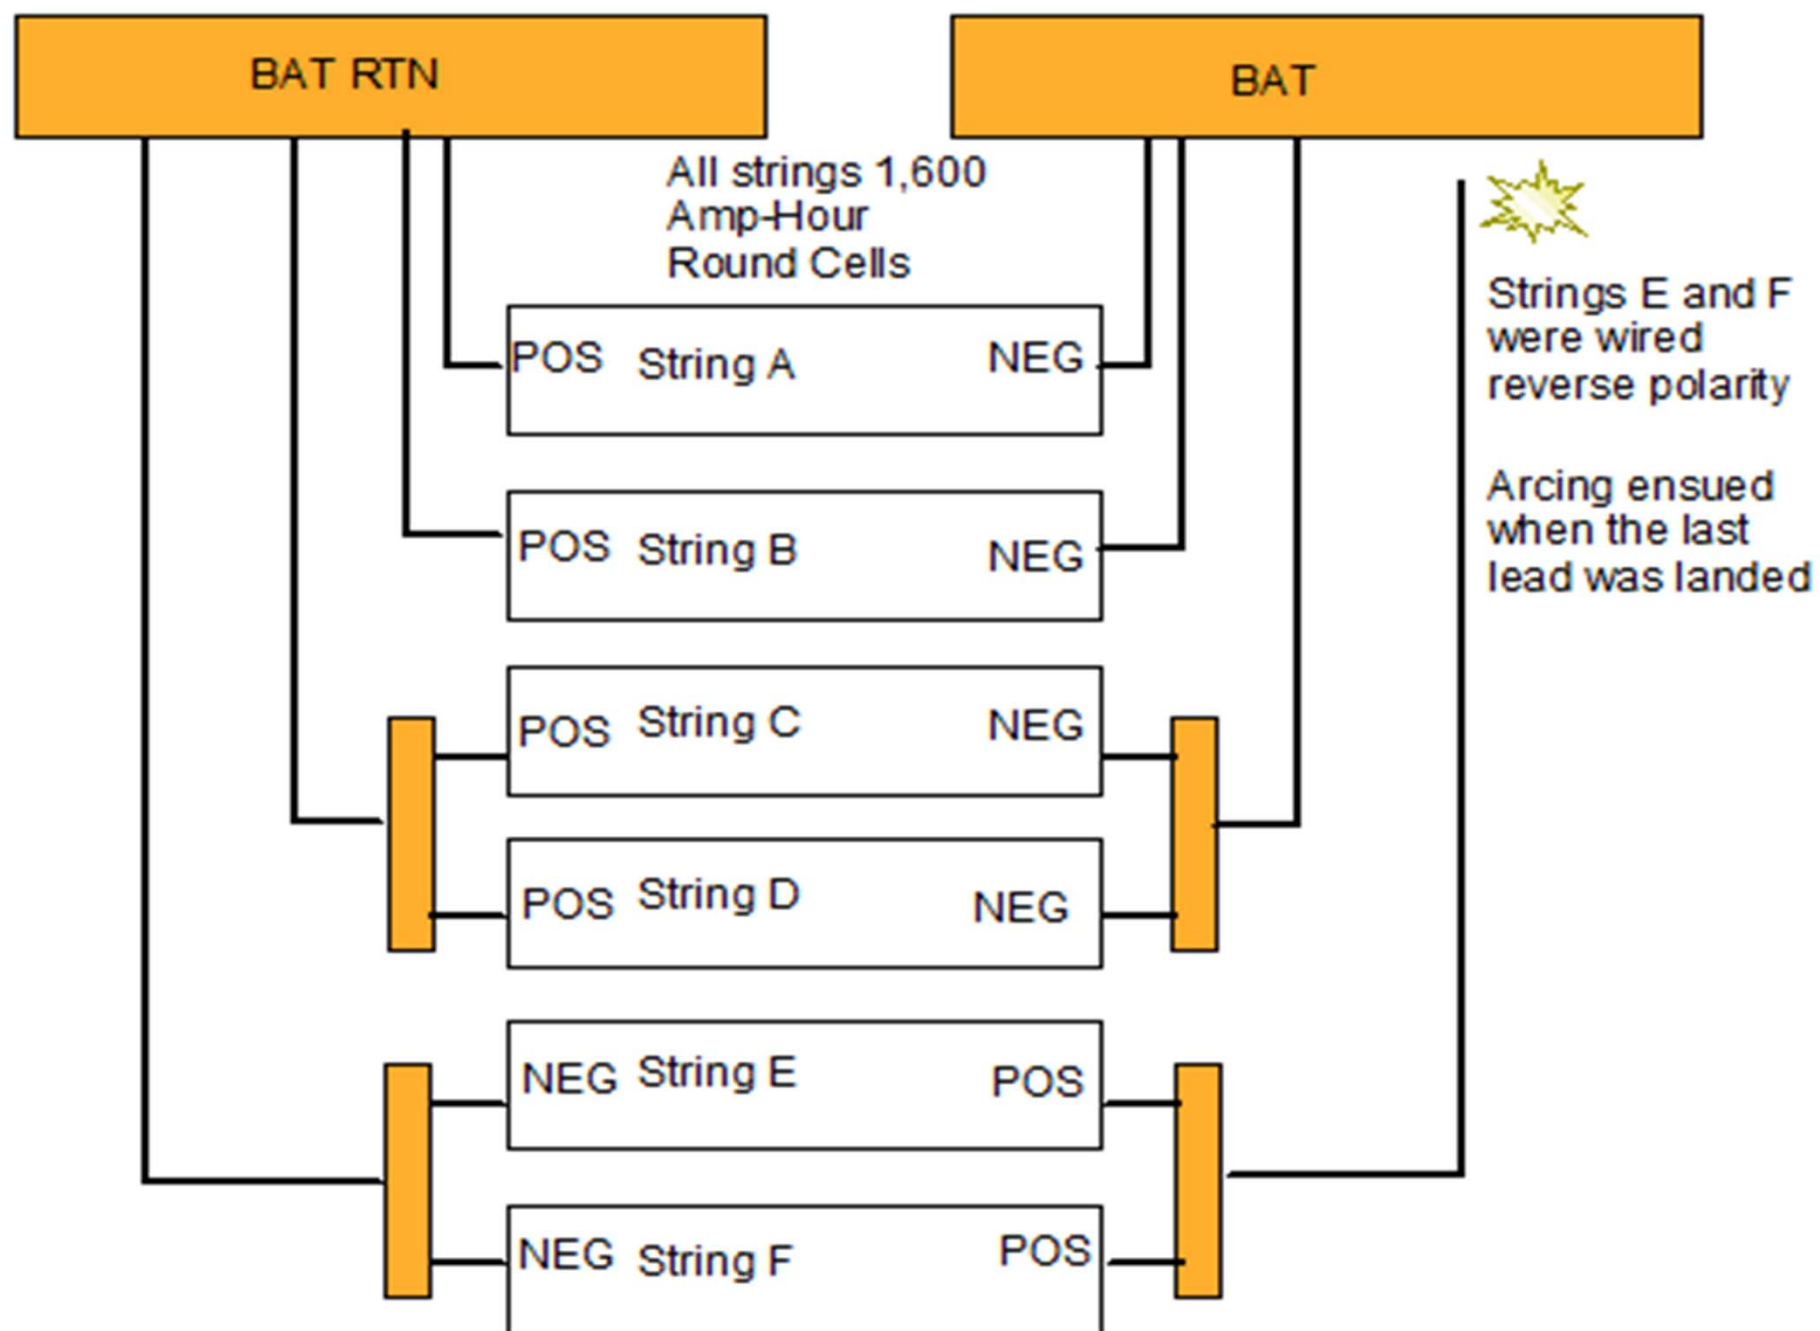 BAT RTN
BAT
All strings 1,600
Amp-Hour
Round Cells
Strings E and F
were wired
reverse polarity
Arcing ensued
when the last
lead was landed
POS String A NEG
POS String B NEG
POS String C NEG
POS String D NEG
NEG String E POS
NEG String F POS